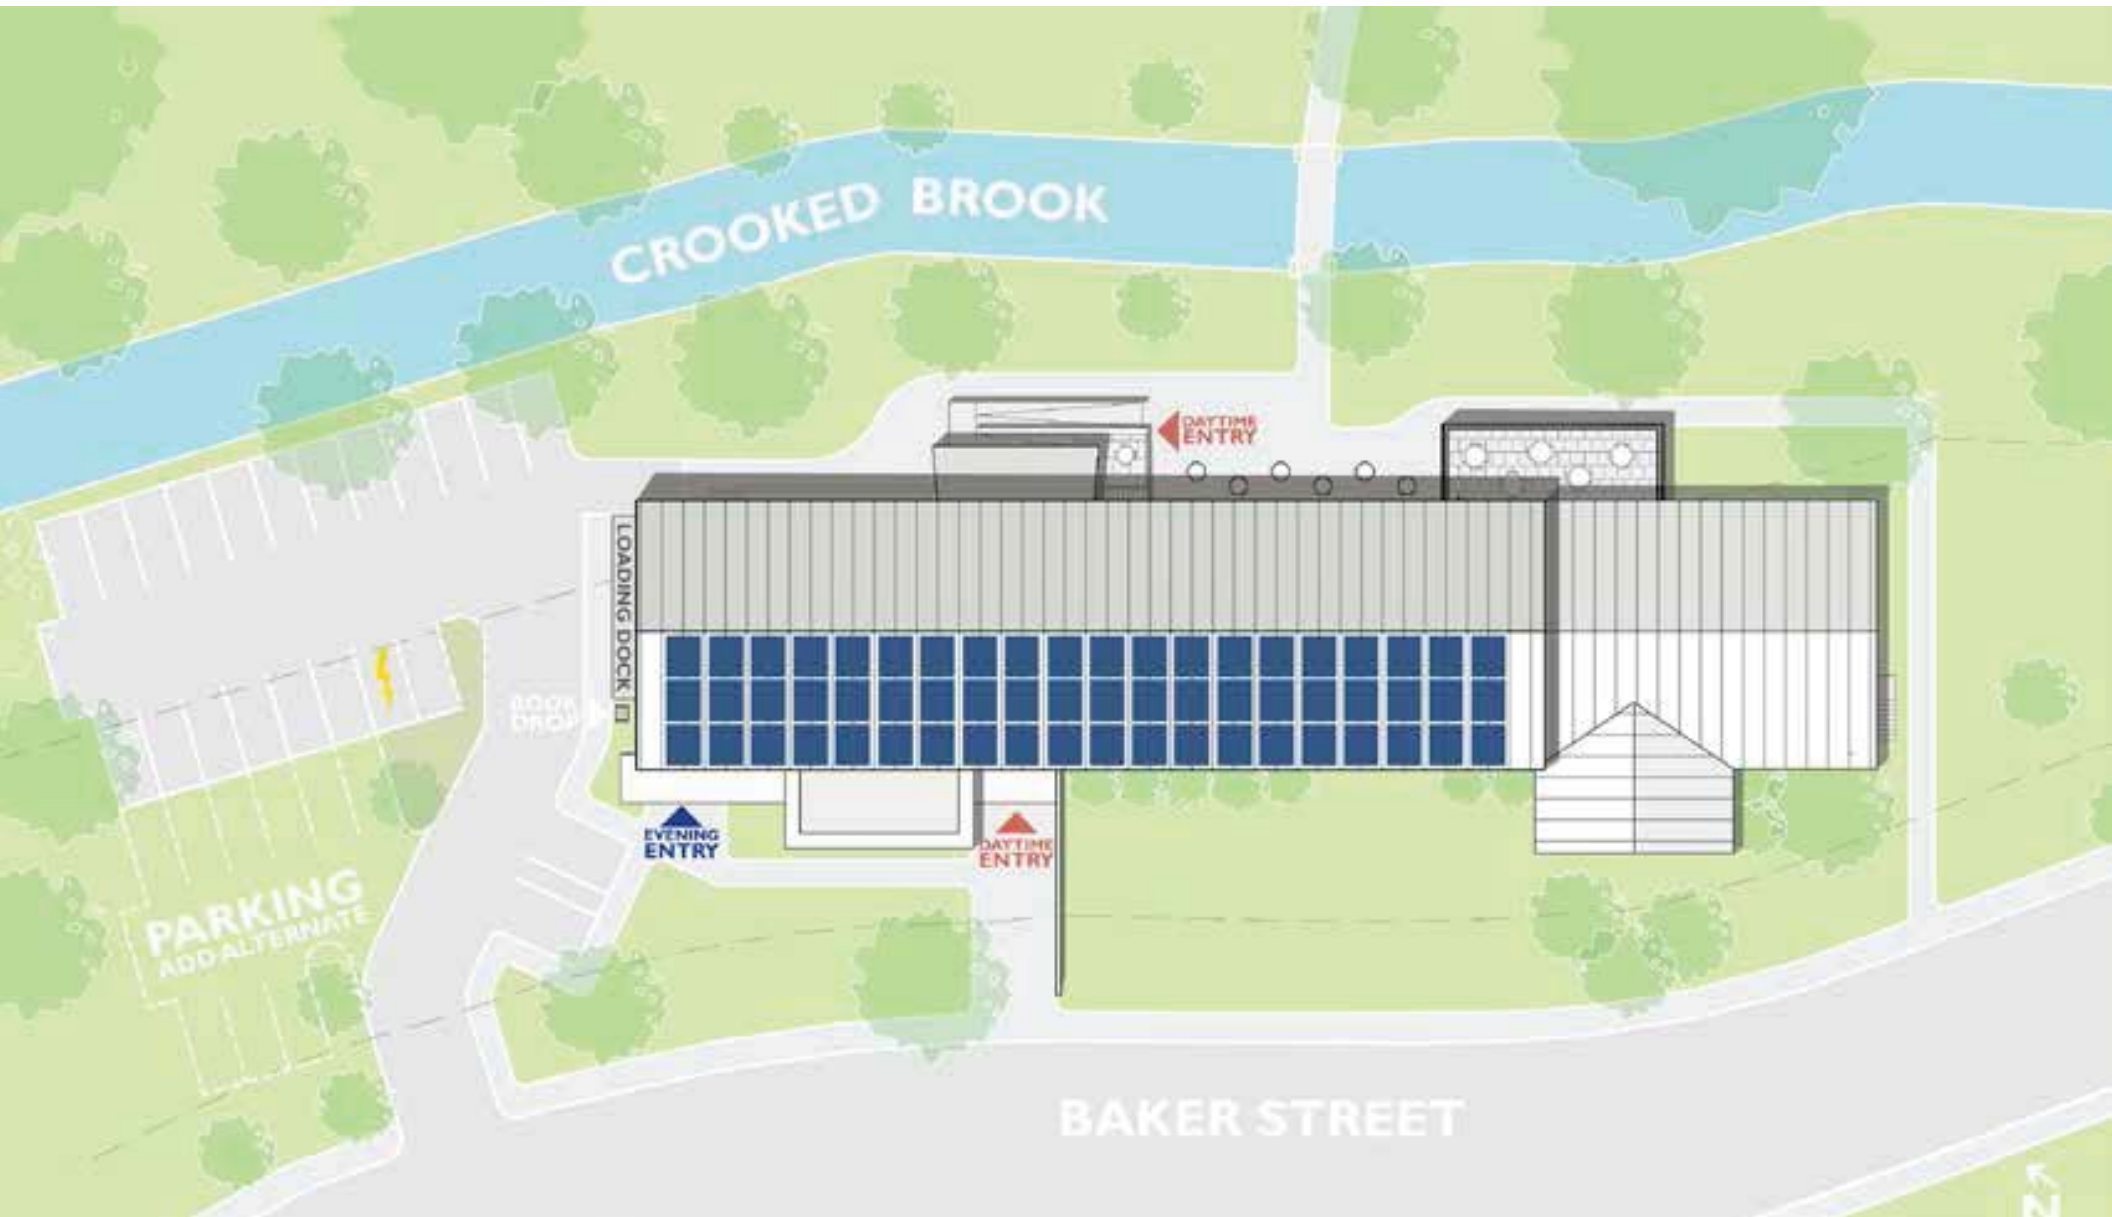 CROOKED BROOK
DAYTIME
ENTRY
LOADING DOCK
BOOK
DROP
EVENING
ENTRY
DAYTIME
ENTRY
PARKING
ADD ALTERNATE
BAKER STREET
N